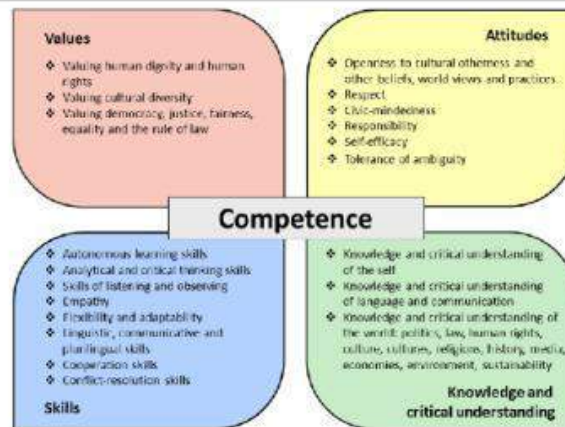 Values
❖ Valuing human dignity and human
rights
❖ Valuing cultural diversity
❖ Valuing democracy, justice, fairness,
equality and the rule of law
Attitudes
❖ Openness to cultural otherness and
other beliefs, world views and practices
❖ Respect
❖ Civic-mindedness
❖ Responsibility
❖ Self-efficacy
❖ Tolerance of ambiguity
Competence
❖ Autonomous learning skills
❖ Analytical and critical thinking skills
❖ Skills of listening and observing
❖ Empathy
❖ Flexibility and adaptability
❖ Linguistic, communicative and
plurilingual skills
❖ Cooperation skills
❖ Conflict-resolution skills
Skills
❖ Knowledge and critical understanding
of the self
❖ Knowledge and critical understanding
of language and communication
❖ Knowledge and critical understanding of
the world: politics, law, human rights,
culture, cultures, religions, history, media,
economies, environment, sustainability
Knowledge and
critical understanding